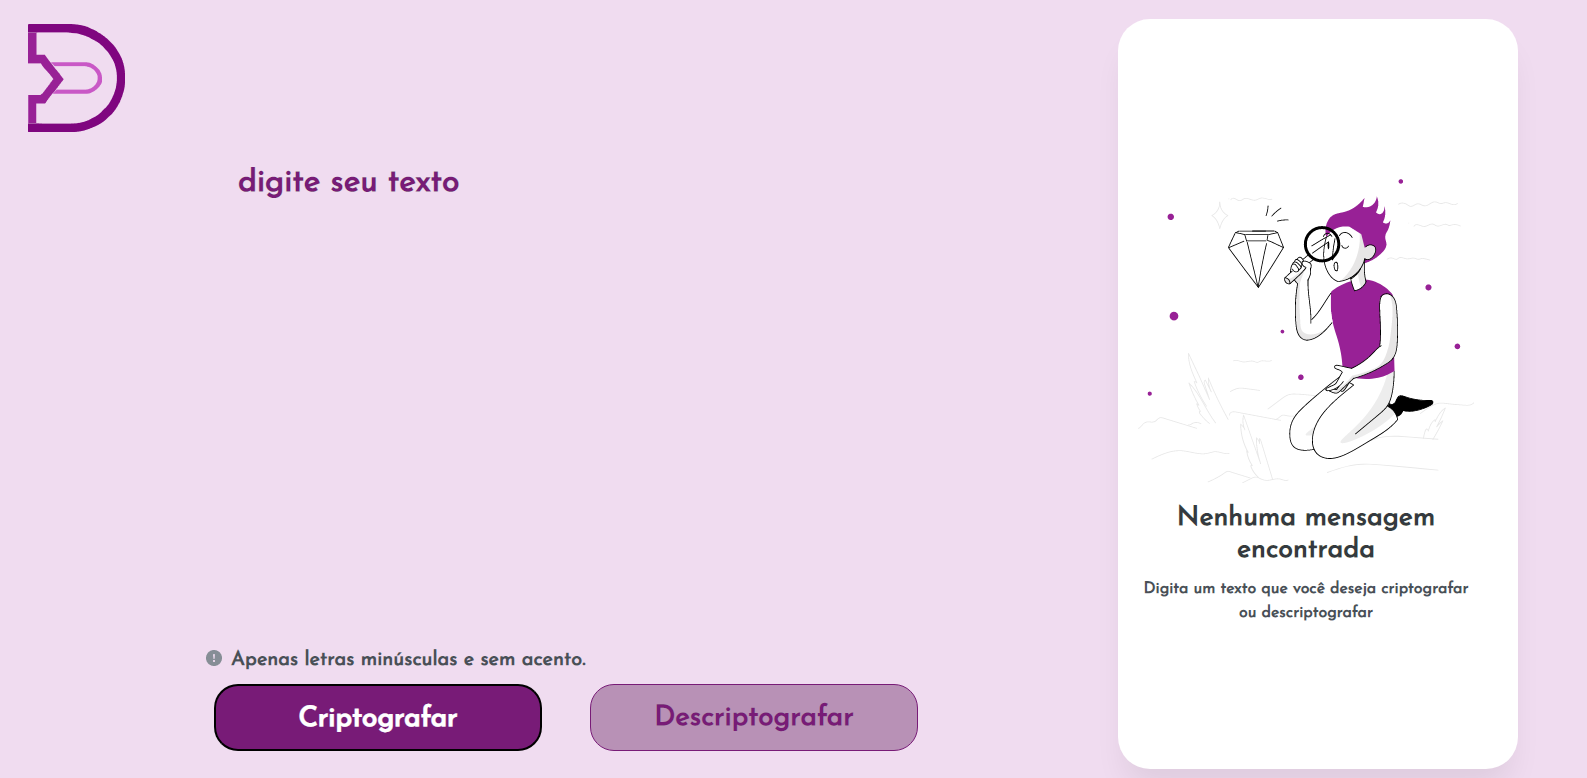 digite seu texto
Apenas letras minúsculas e sem acento.
Criptografar
Descriptografar
Nenhuma mensagem
encontrada
Digita um texto que você deseja criptografar
ou descriptografar